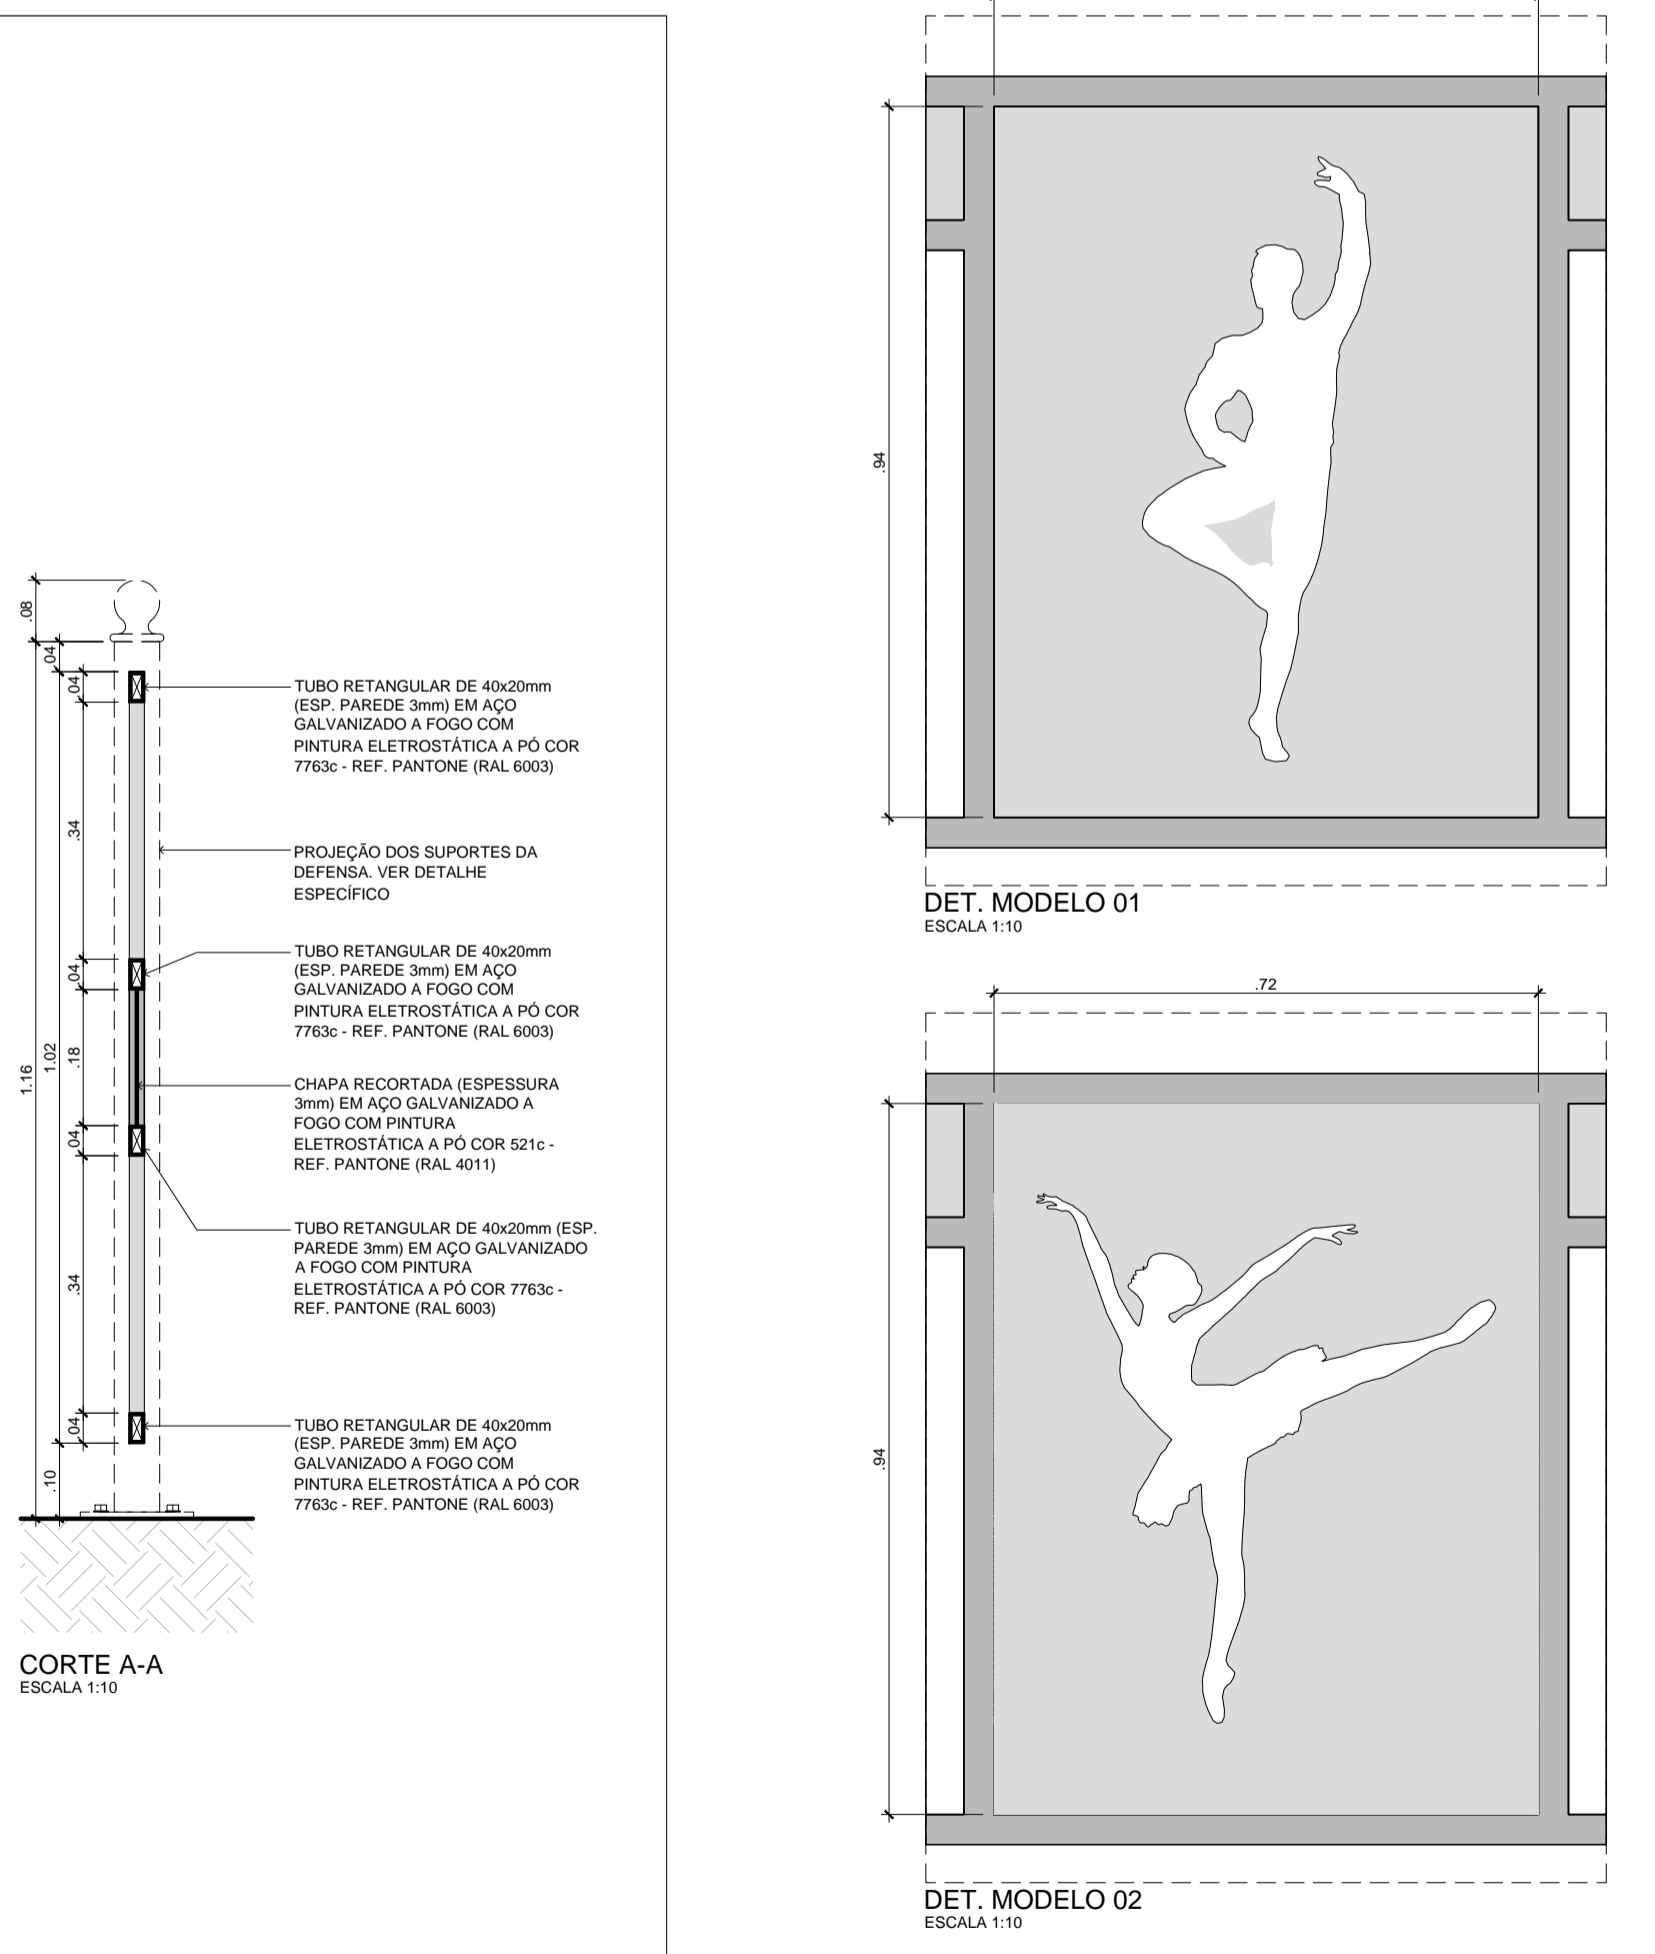 .08
.04
.04
.34
.04
.18
.04
.34
.04
1.02
1.16
.10
TUBO RETANGULAR DE 40x20mm
(ESP. PAREDE 3mm) EM AÇO
GALVANIZADO A FOGO COM
PINTURA ELETROSTÁTICA A PÓ COR
7763c - REF. PANTONE (RAL 6003)
PROJEÇÃO DOS SUPORTES DA
DEFENSA. VER DETALHE
ESPECÍFICO
TUBO RETANGULAR DE 40x20mm
(ESP. PAREDE 3mm) EM AÇO
GALVANIZADO A FOGO COM
PINTURA ELETROSTÁTICA A PÓ COR
7763c - REF. PANTONE (RAL 6003)
CHAPA RECORTADA (ESPESSURA
3mm) EM AÇO GALVANIZADO A
FOGO COM PINTURA
ELETROSTÁTICA A PÓ COR 521c -
REF. PANTONE (RAL 4011)
TUBO RETANGULAR DE 40x20mm (ESP.
PAREDE 3mm) EM AÇO GALVANIZADO
A FOGO COM PINTURA
ELETROSTÁTICA A PÓ COR 7763c -
REF. PANTONE (RAL 6003)
TUBO RETANGULAR DE 40x20mm
(ESP. PAREDE 3mm) EM AÇO
GALVANIZADO A FOGO COM
PINTURA ELETROSTÁTICA A PÓ COR
7763c - REF. PANTONE (RAL 6003)
CORTE A-A
ESCALA 1:10
.94
DET. MODELO 01
ESCALA 1:10
.72
.94
DET. MODELO 02
ESCALA 1:10